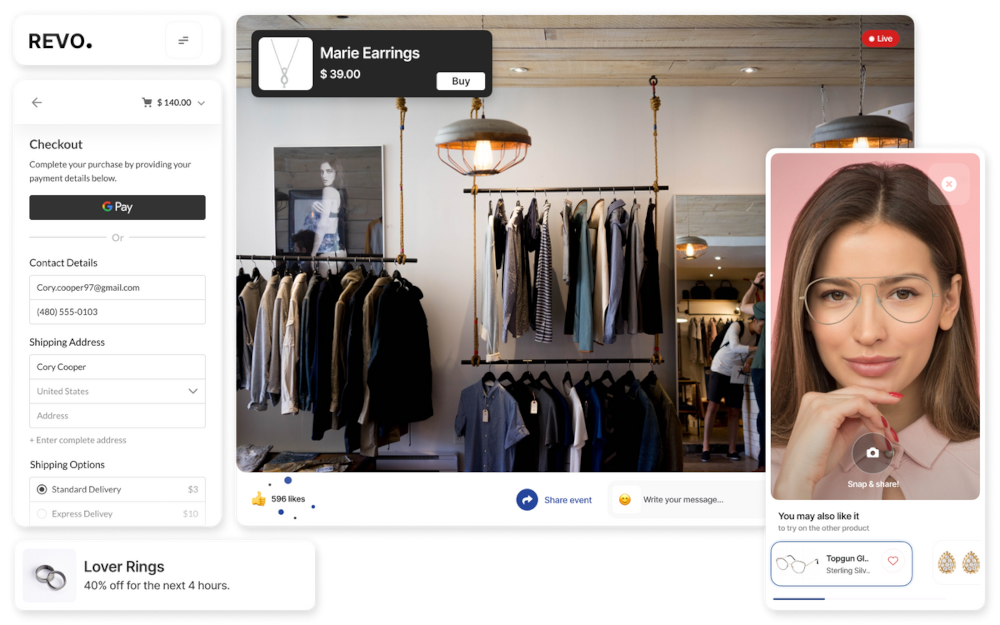 REVO.
$ 140.00
Checkout
Complete your purchase by providing your
payment details below.
G Pay
Or
Contact Details
Cory.cooper97@gmail.com
(480) 555-0103
Shipping Address
Cory Cooper
United States
Address
+ Enter complete address
Shipping Options
Standard Delivery $3
Express Delivey $10
Marie Earrings
$ 39.00
Buy
Live
596 likes
Share event
Write your message...
Snap & share!
You may also like it
to try on the other product
Topgun Gl..
Sterling Silv..
Lover Rings
40% off for the next 4 hours.